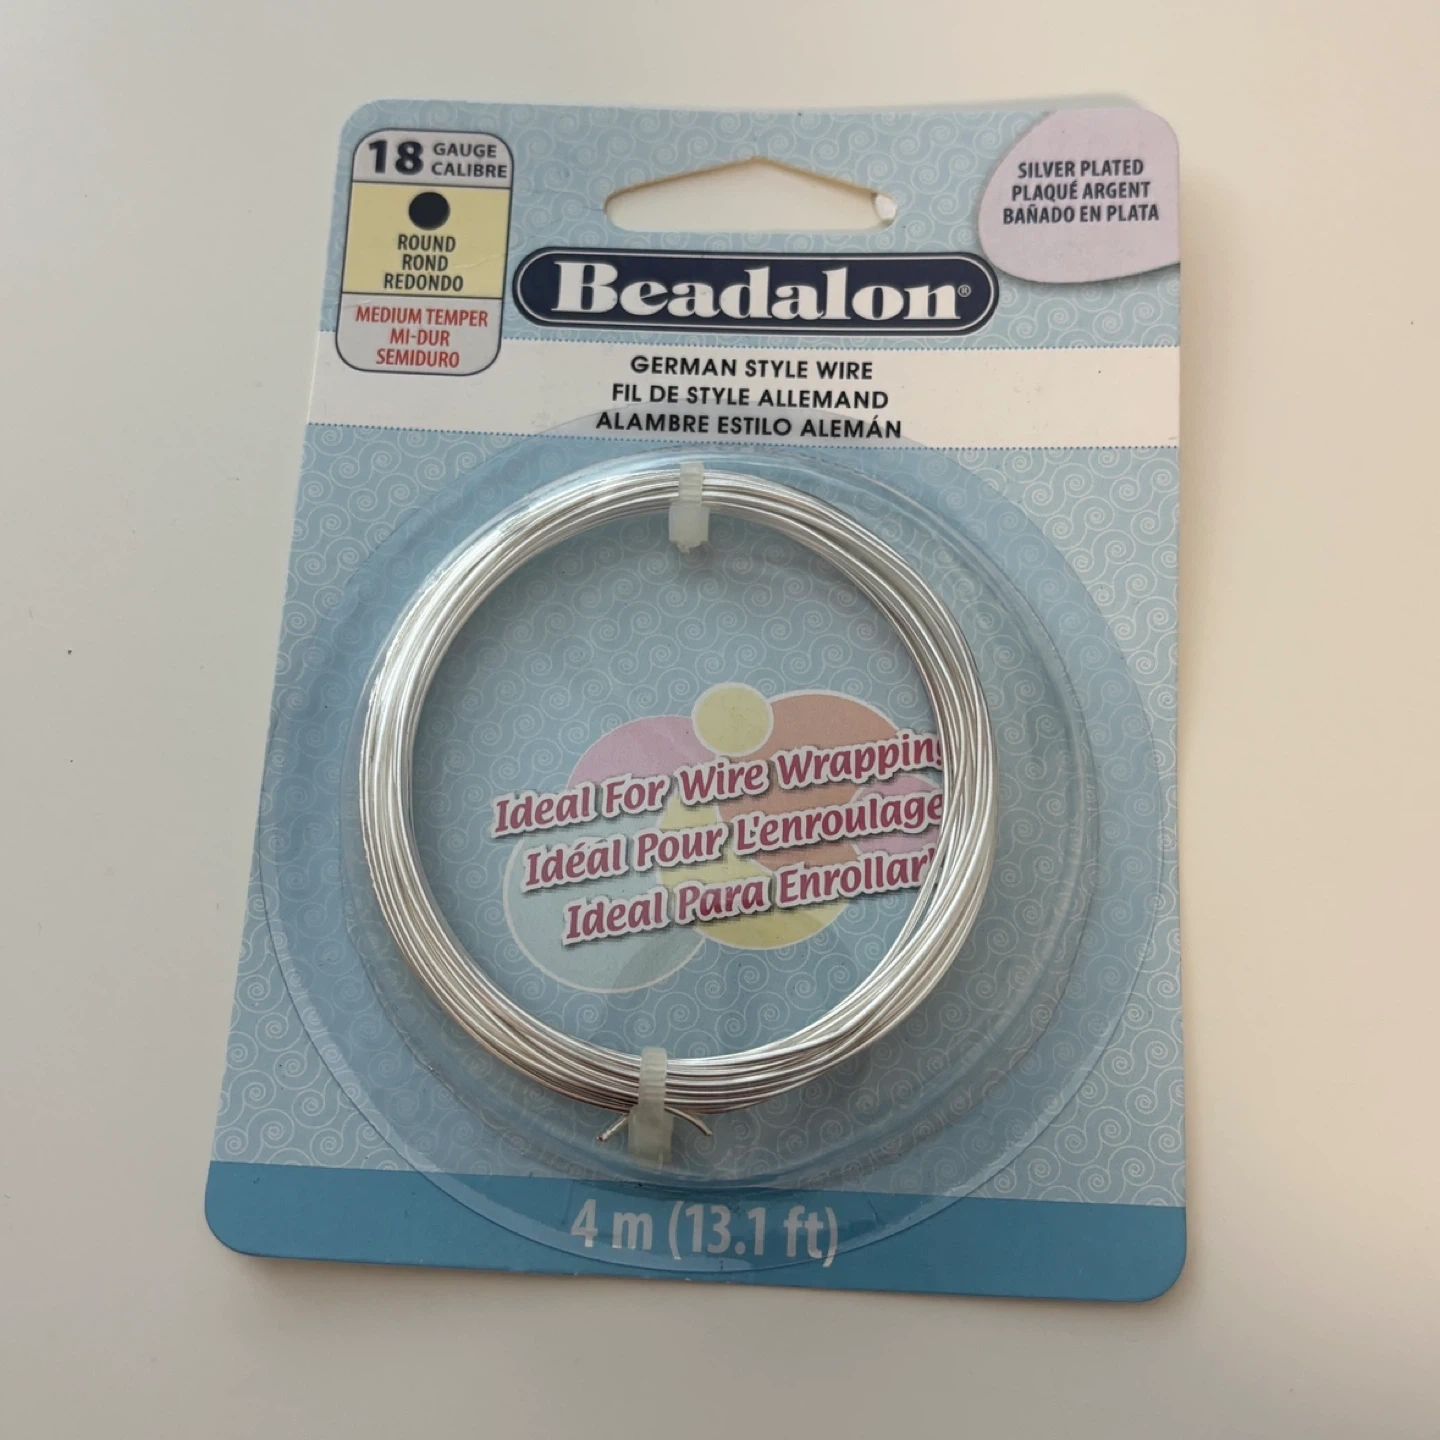 18 GAUGE
CALIBRE
ROUND
ROND
REDONDO
MEDIUM TEMPER
MI-DUR
SEMIDURO
SILVER PLATED
PLAQUÉ ARGENT
BAÑADO EN PLATA
Beadalon®
GERMAN STYLE WIRE
FIL DE STYLE ALLEMAND
ALAMBRE ESTILO ALEMÁN
Ideal For Wire Wrapping
Idéal Pour L'enroulage
Ideal Para Enrollar
4 m (13.1 ft)